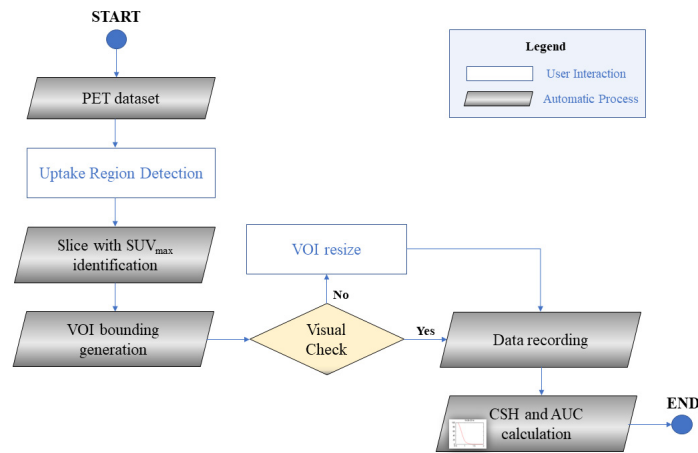 START
PET dataset
Uptake Region Detection
Slice with SUVmax
identification
VOI bounding
generation
Legend
User Interaction
Automatic Process
VOI resize
No
Visual
Check
Yes
Data recording
CSH and AUC
calculation
END